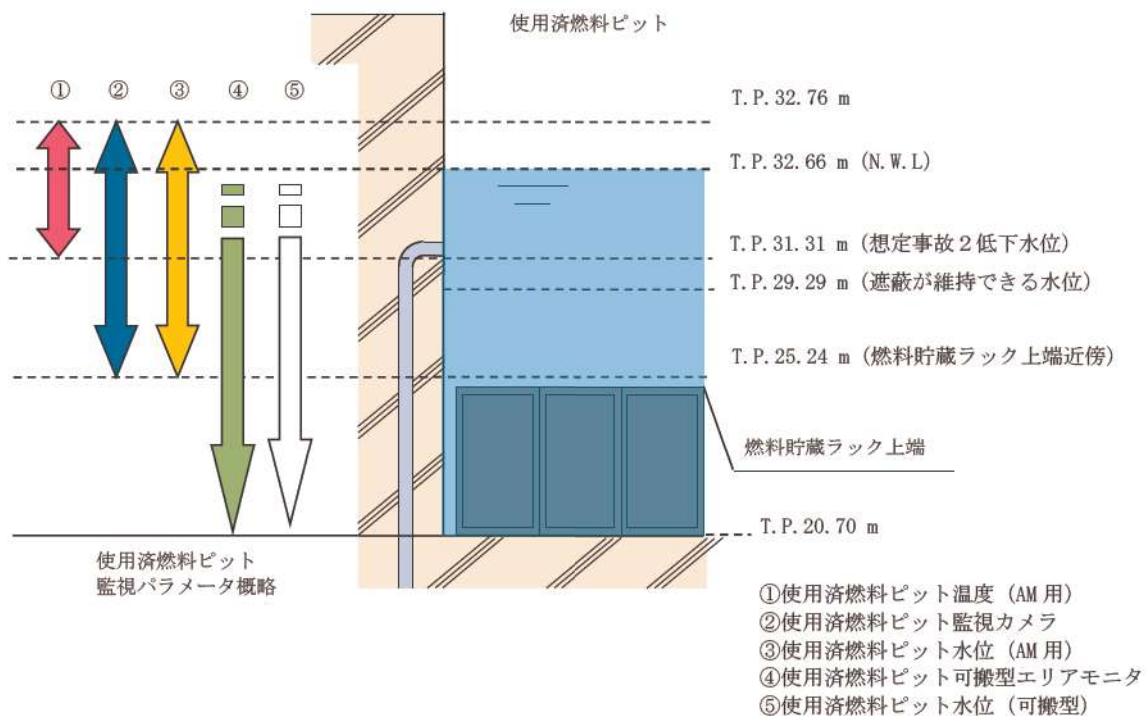 使用済燃料ピット
① ② ③ ④ ⑤
T.P.32.76 m
T.P.32.66 m (N.W.L)
T.P.31.31 m (想定事故2低下水位)
T.P.29.29 m (遮蔽が維持できる水位)
T.P.25.24 m (燃料貯蔵ラック上端近傍)
燃料貯蔵ラック上端
T.P.20.70 m
使用済燃料ピット
監視パラメータ概略
①使用済燃料ピット温度 (AM用)
②使用済燃料ピット監視カメラ
③使用済燃料ピット水位 (AM用)
④使用済燃料ピット可搬型エリアモニタ
⑤使用済燃料ピット水位 (可搬型)